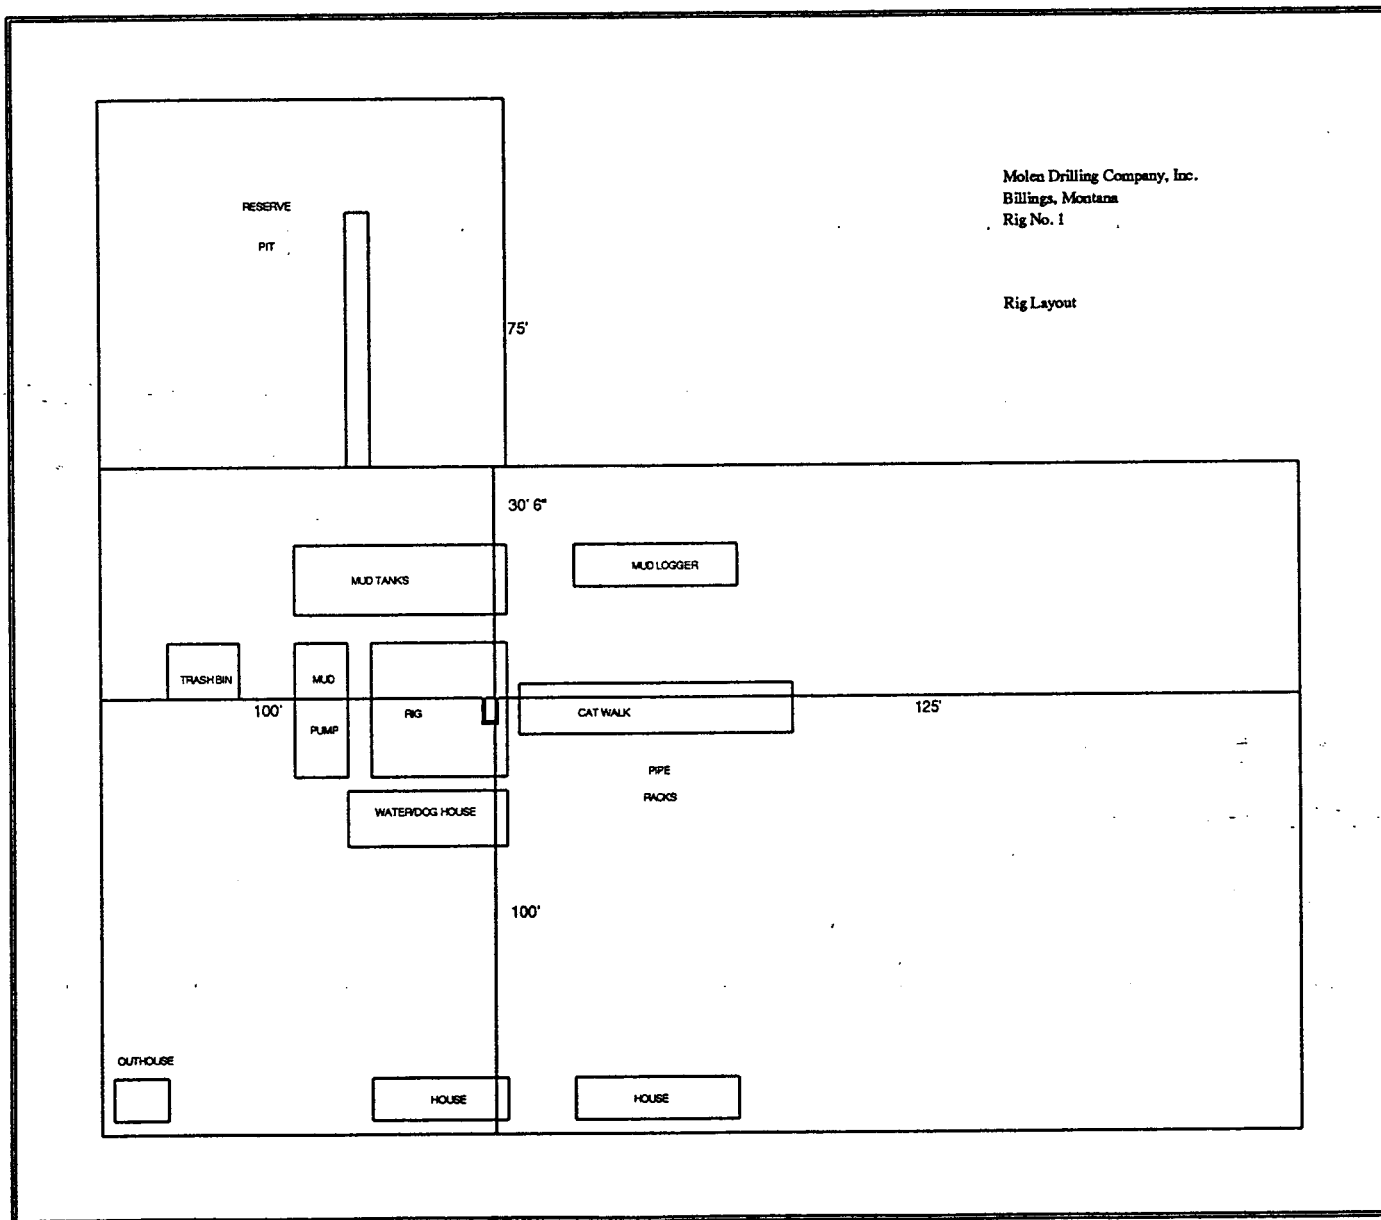 Molen Drilling Company, Inc.
Billings, Montana
Rig No. 1
Rig Layout
RESERVE
PIT
75'
30' 6"
MUD TANKS
MUD LOGGER
TRASH BIN
MUD
PUMP
100'
RIG
CAT WALK
125'
PIPE
RACKS
WATER/DOG HOUSE
100'
OUTHOUSE
HOUSE
HOUSE